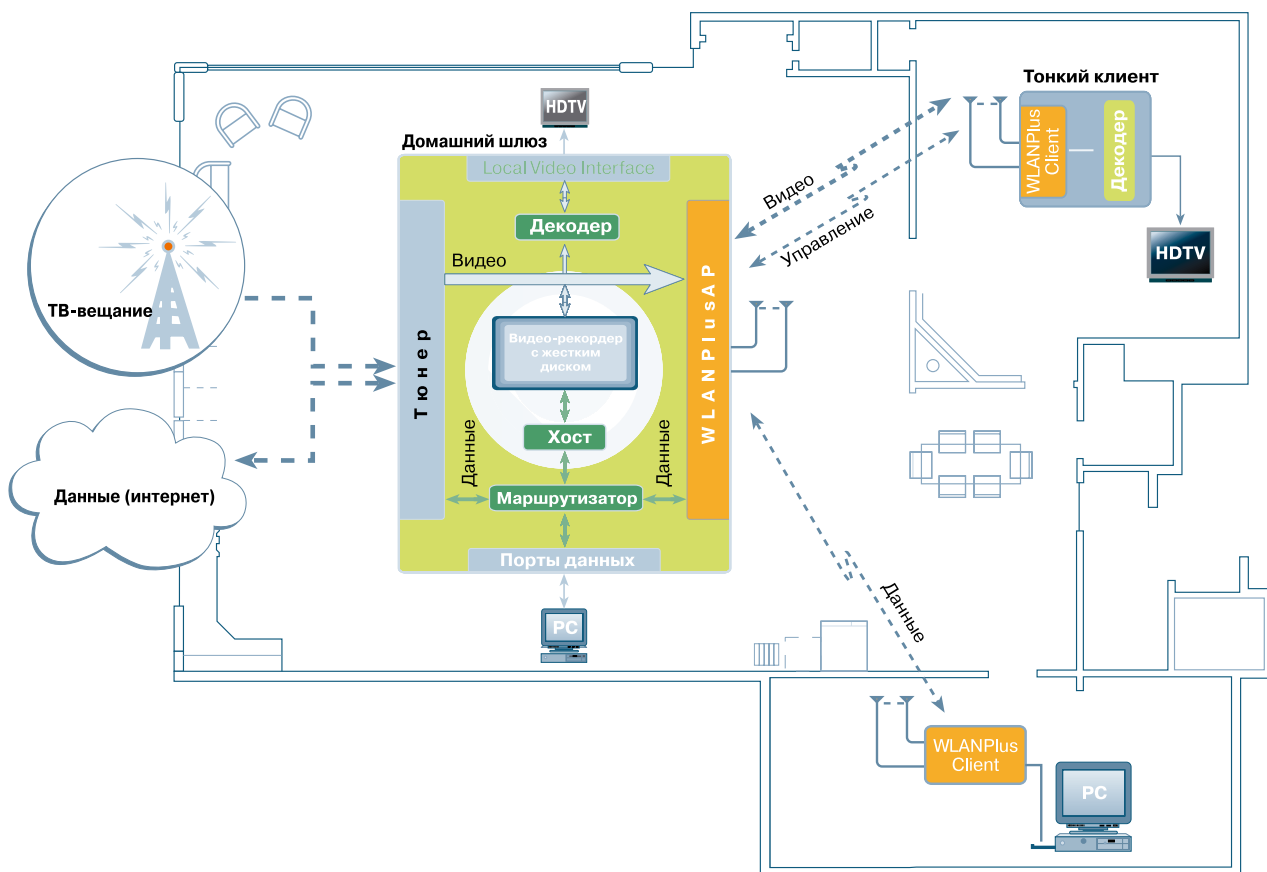 Тонкий клиент
HDTV
WLANPlus
Client
Декодер
Домашний шлюз
Local Video Interface
Видео
Управление
Декодер
Видео
HDTV
ТВ-вещание
Тюнер
Видео-рекордер
с жестким
диском
WLANPlusAP
Хост
Данные
Данные
Данные (интернет)
Маршрутизатор
Порты данных
Данные
PC
WLANPlus
Client
PC